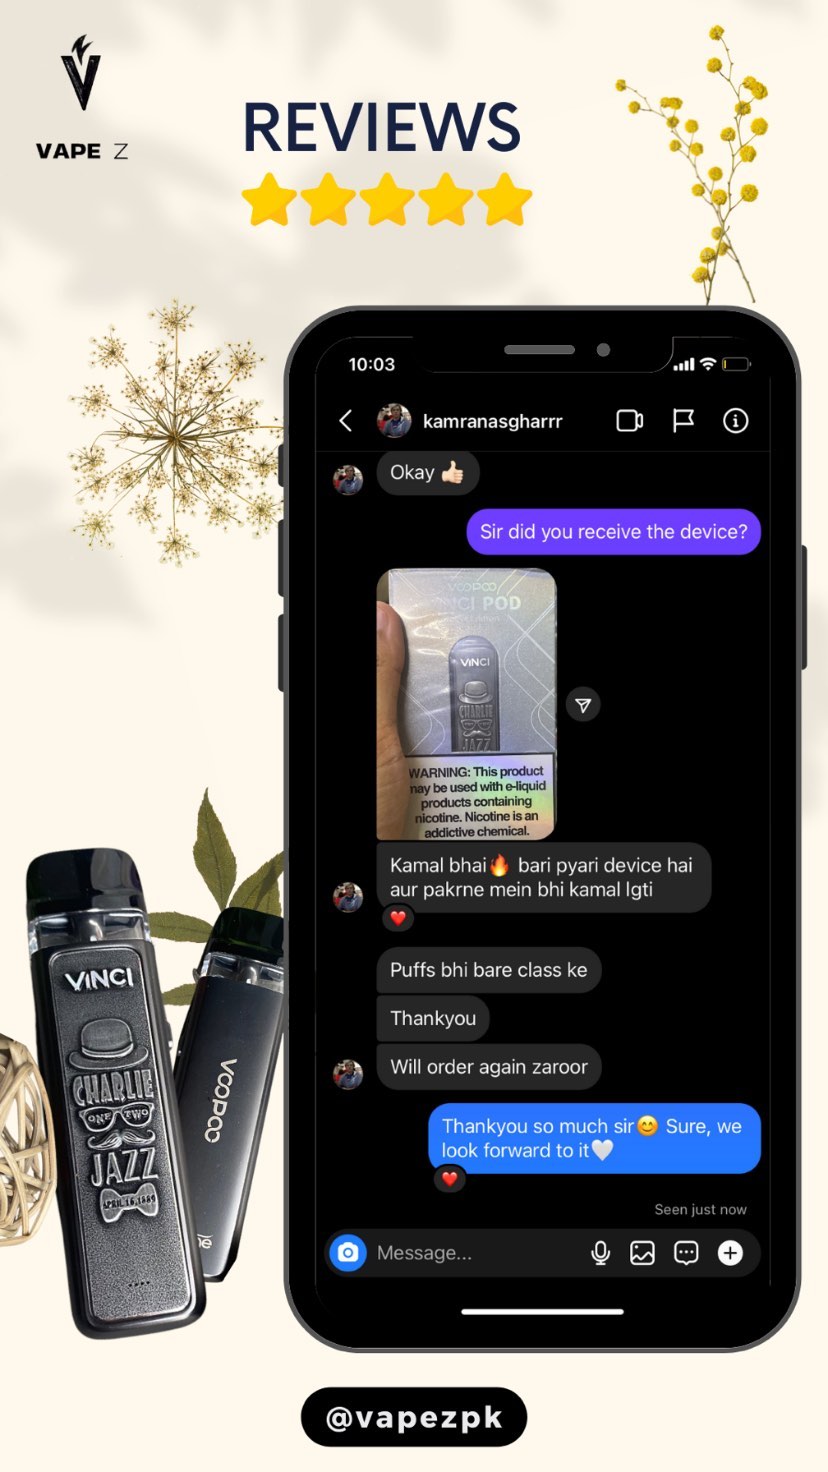 VAPE Z
REVIEWS
10:03
kamranasgharrr
Okay 👍🏻
Sir did you receive the device?
VOOPOO
VINCI POD
VINCI
CHARLIE
JAZZ
WARNING: This product
may be used with e-liquid
products containing
nicotine. Nicotine is an
addictive chemical.
Kamal bhai🔥 bari pyari device hai
aur pakrne mein bhi kamal lgti
Puffs bhi bare class ke
Thankyou
Will order again zaroor
Thankyou so much sir😊 Sure, we
look forward to it🤍
Seen just now
Message...
VINCI
CHARLIE
ONE TWO
JAZZ
APRIL 16, 1889
VOOPOO
@vapezpk